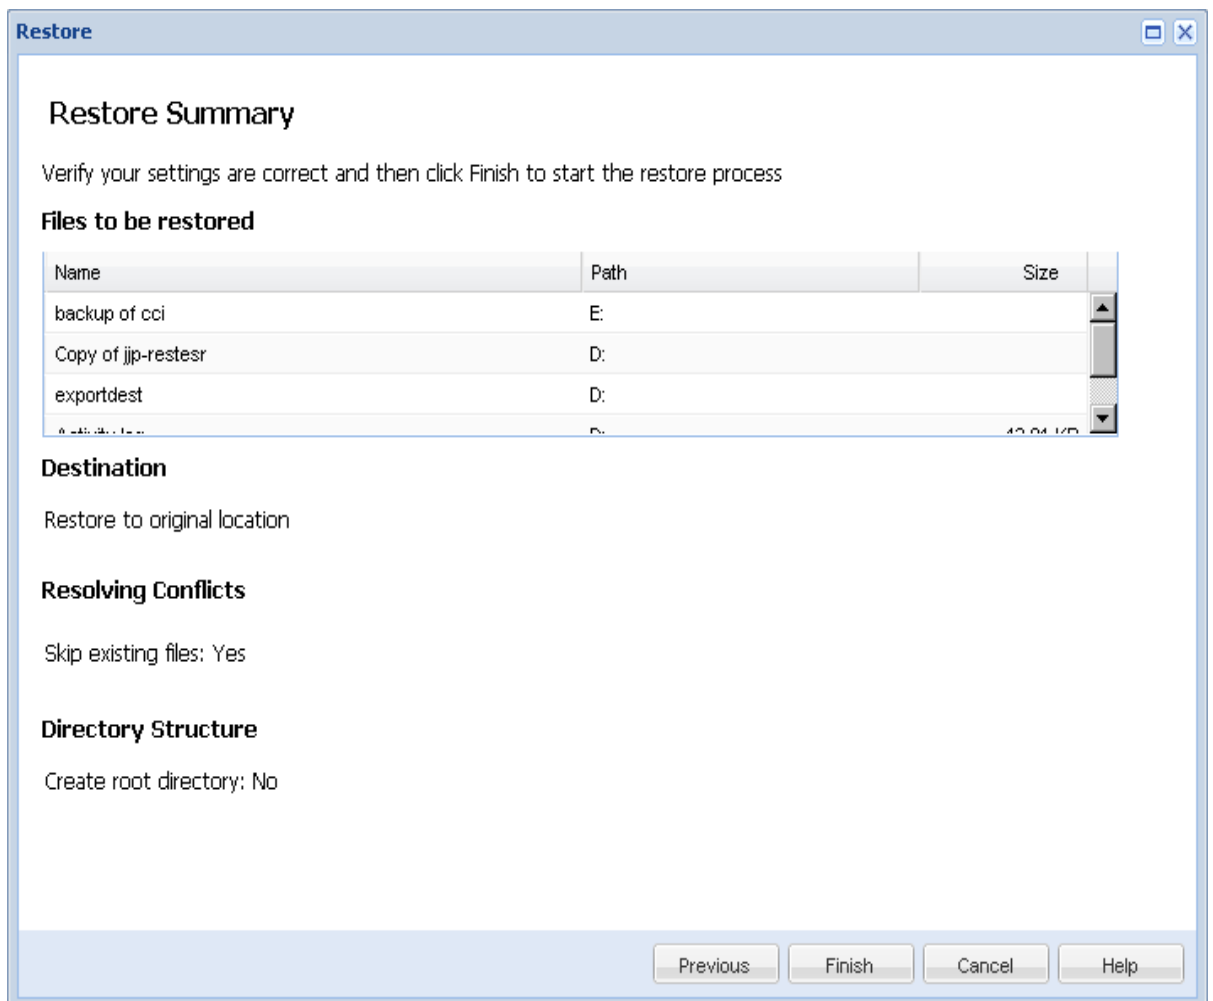 Restore
Restore Summary
Verify your settings are correct and then click Finish to start the restore process
Files to be restored
Name Path Size
backup of cci E:
Copy of jjp-restesr D:
exportdest D:
Destination
Restore to original location
Resolving Conflicts
Skip existing files: Yes
Directory Structure
Create root directory: No
Previous Finish Cancel Help